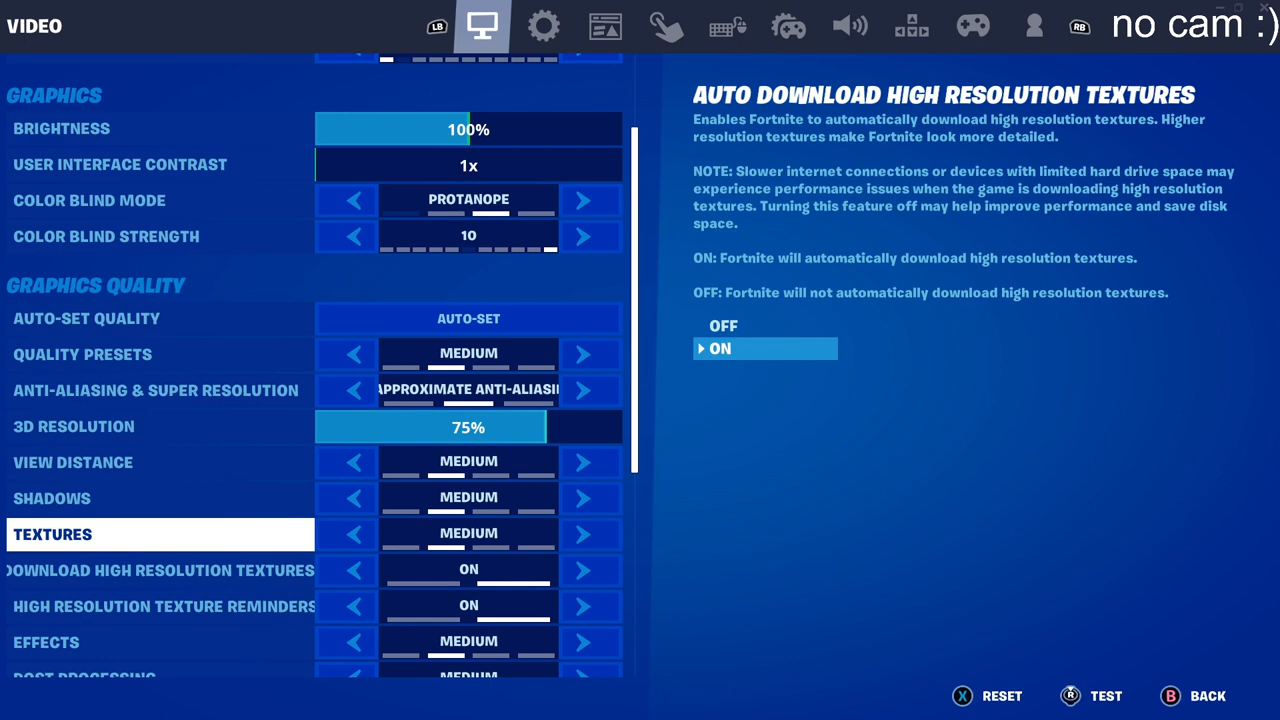 VIDEO
LB
RB
no cam :)
GRAPHICS
BRIGHTNESS
100%
USER INTERFACE CONTRAST
1x
COLOR BLIND MODE
PROTANOPE
COLOR BLIND STRENGTH
10
GRAPHICS QUALITY
AUTO-SET QUALITY
AUTO-SET
QUALITY PRESETS
MEDIUM
ANTI-ALIASING & SUPER RESOLUTION
APPROXIMATE ANTI-ALIASI
3D RESOLUTION
75%
VIEW DISTANCE
MEDIUM
SHADOWS
MEDIUM
TEXTURES
MEDIUM
DOWNLOAD HIGH RESOLUTION TEXTURES
ON
HIGH RESOLUTION TEXTURE REMINDERS
ON
EFFECTS
MEDIUM
POST PROCESSING
MEDIUM
AUTO DOWNLOAD HIGH RESOLUTION TEXTURES
Enables Fortnite to automatically download high resolution textures. Higher
resolution textures make Fortnite look more detailed.
NOTE: Slower internet connections or devices with limited hard drive space may
experience performance issues when the game is downloading high resolution
textures. Turning this feature off may help improve performance and save disk
space.
ON: Fortnite will automatically download high resolution textures.
OFF: Fortnite will not automatically download high resolution textures.
OFF
ON
X RESET
R TEST
B BACK